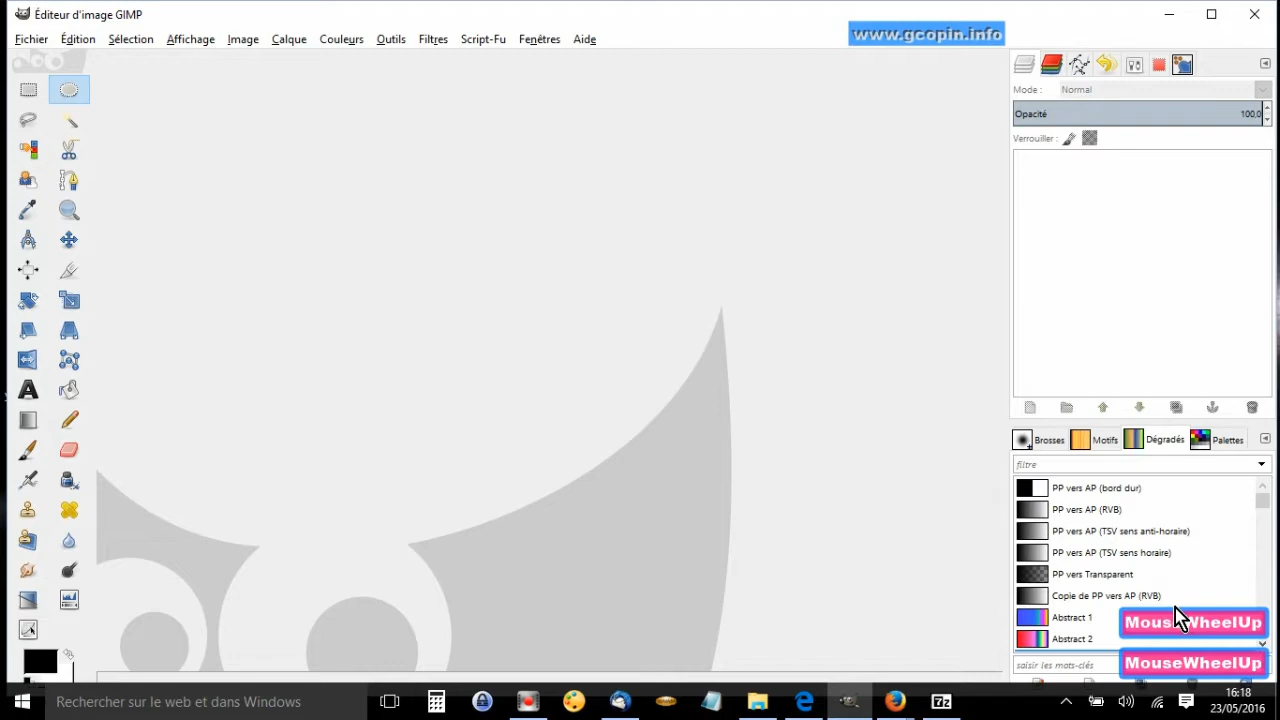 Éditeur d'image GIMP
www.gcopin.info
Fichier Édition Sélection Affichage Image Calque Couleurs Outils Filtres Script-Fu Fenêtres Aide
Mode : Normal
Opacité 100,0
Verrouiller :
Brosses Motifs Dégradés Palettes
filtre
PP vers AP (bord dur)
PP vers AP (RVB)
PP vers AP (TSV sens anti-horaire)
PP vers AP (TSV sens horaire)
PP vers Transparent
Copie de PP vers AP (RVB)
Abstract 1
MouseWheelUp
Abstract 2
saisir les mots-clés
MouseWheelUp
Rechercher sur le web et dans Windows
7z
16:18
23/05/2016